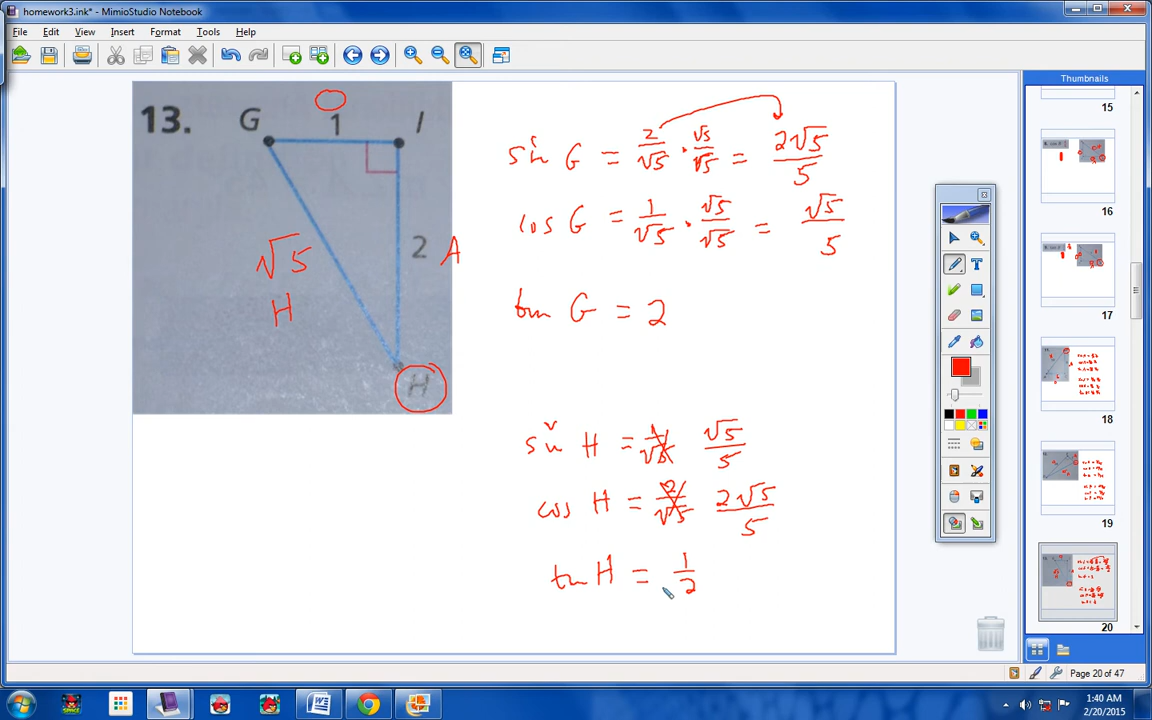 homework3.ink* - MimioStudio Notebook
File Edit View Insert Format Tools Help
Thumbnails
15
16
17
18
19
20
13. G 1 I
O
2 A
√5
H
H
sin G = 2/√5 · √5/√5 = 2√5/5
cos G = 1/√5 · √5/√5 = √5/5
tan G = 2
sin H = 1/√5 √5/5
cos H = 2/√5 2√5/5
tan H = 1/2
Page 20 of 47
1:40 AM
2/20/2015